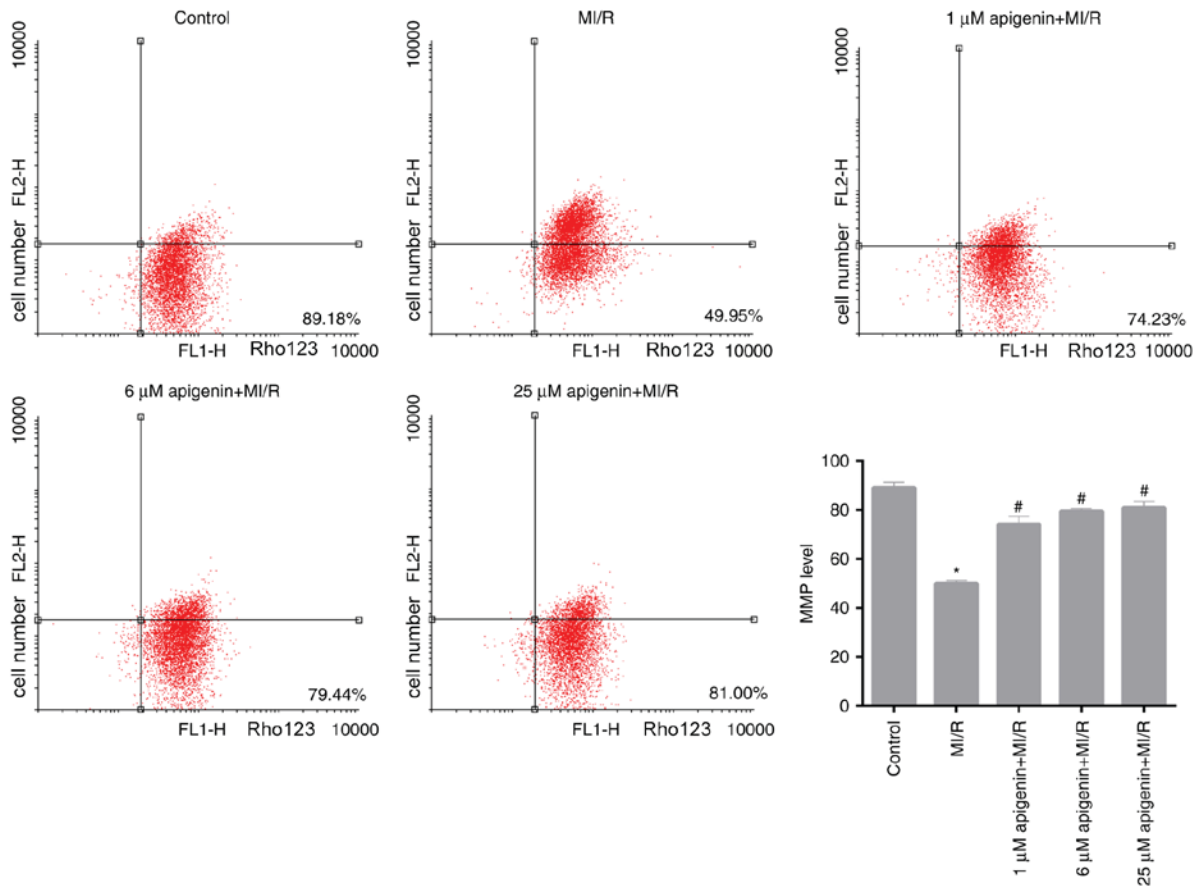 Control
10000
cell number FL2-H
89.18%
FL1-H Rho123 10000
MI/R
10000
cell number FL2-H
49.95%
FL1-H Rho123 10000
1 μM apigenin+MI/R
10000
cell number FL2-H
74.23%
FL1-H Rho123 10000
6 μM apigenin+MI/R
10000
cell number FL2-H
79.44%
FL1-H Rho123 10000
25 μM apigenin+MI/R
10000
cell number FL2-H
81.00%
FL1-H Rho123 10000
MMP level
100
80
60
40
20
0
*
#
#
#
Control
MI/R
1 μM apigenin+MI/R
6 μM apigenin+MI/R
25 μM apigenin+MI/R